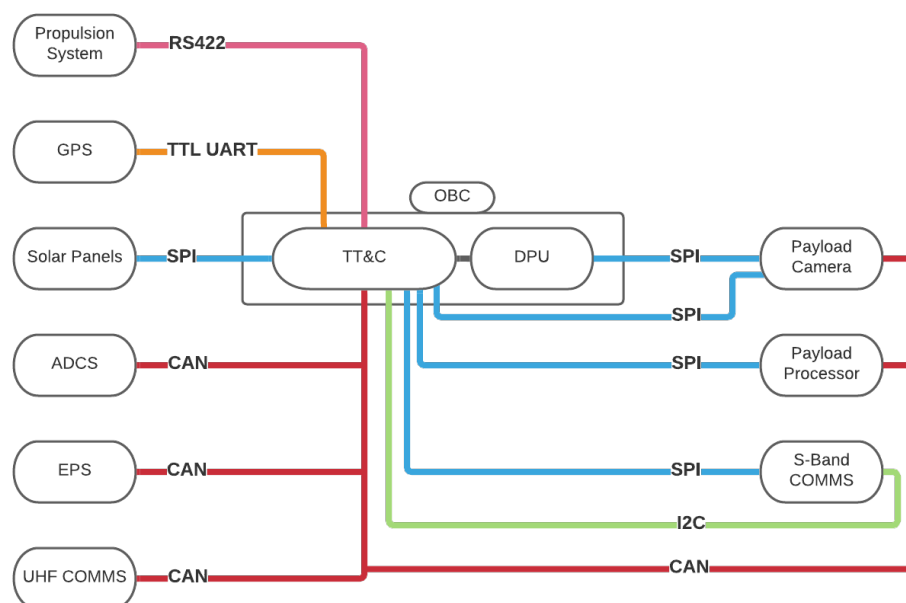 Propulsion
System
RS422
GPS
TTL UART
OBC
Solar Panels
SPI
TT&C
DPU
SPI
Payload
Camera
SPI
ADCS
CAN
SPI
Payload
Processor
EPS
CAN
SPI
S-Band
COMMS
I2C
UHF COMMS
CAN
CAN